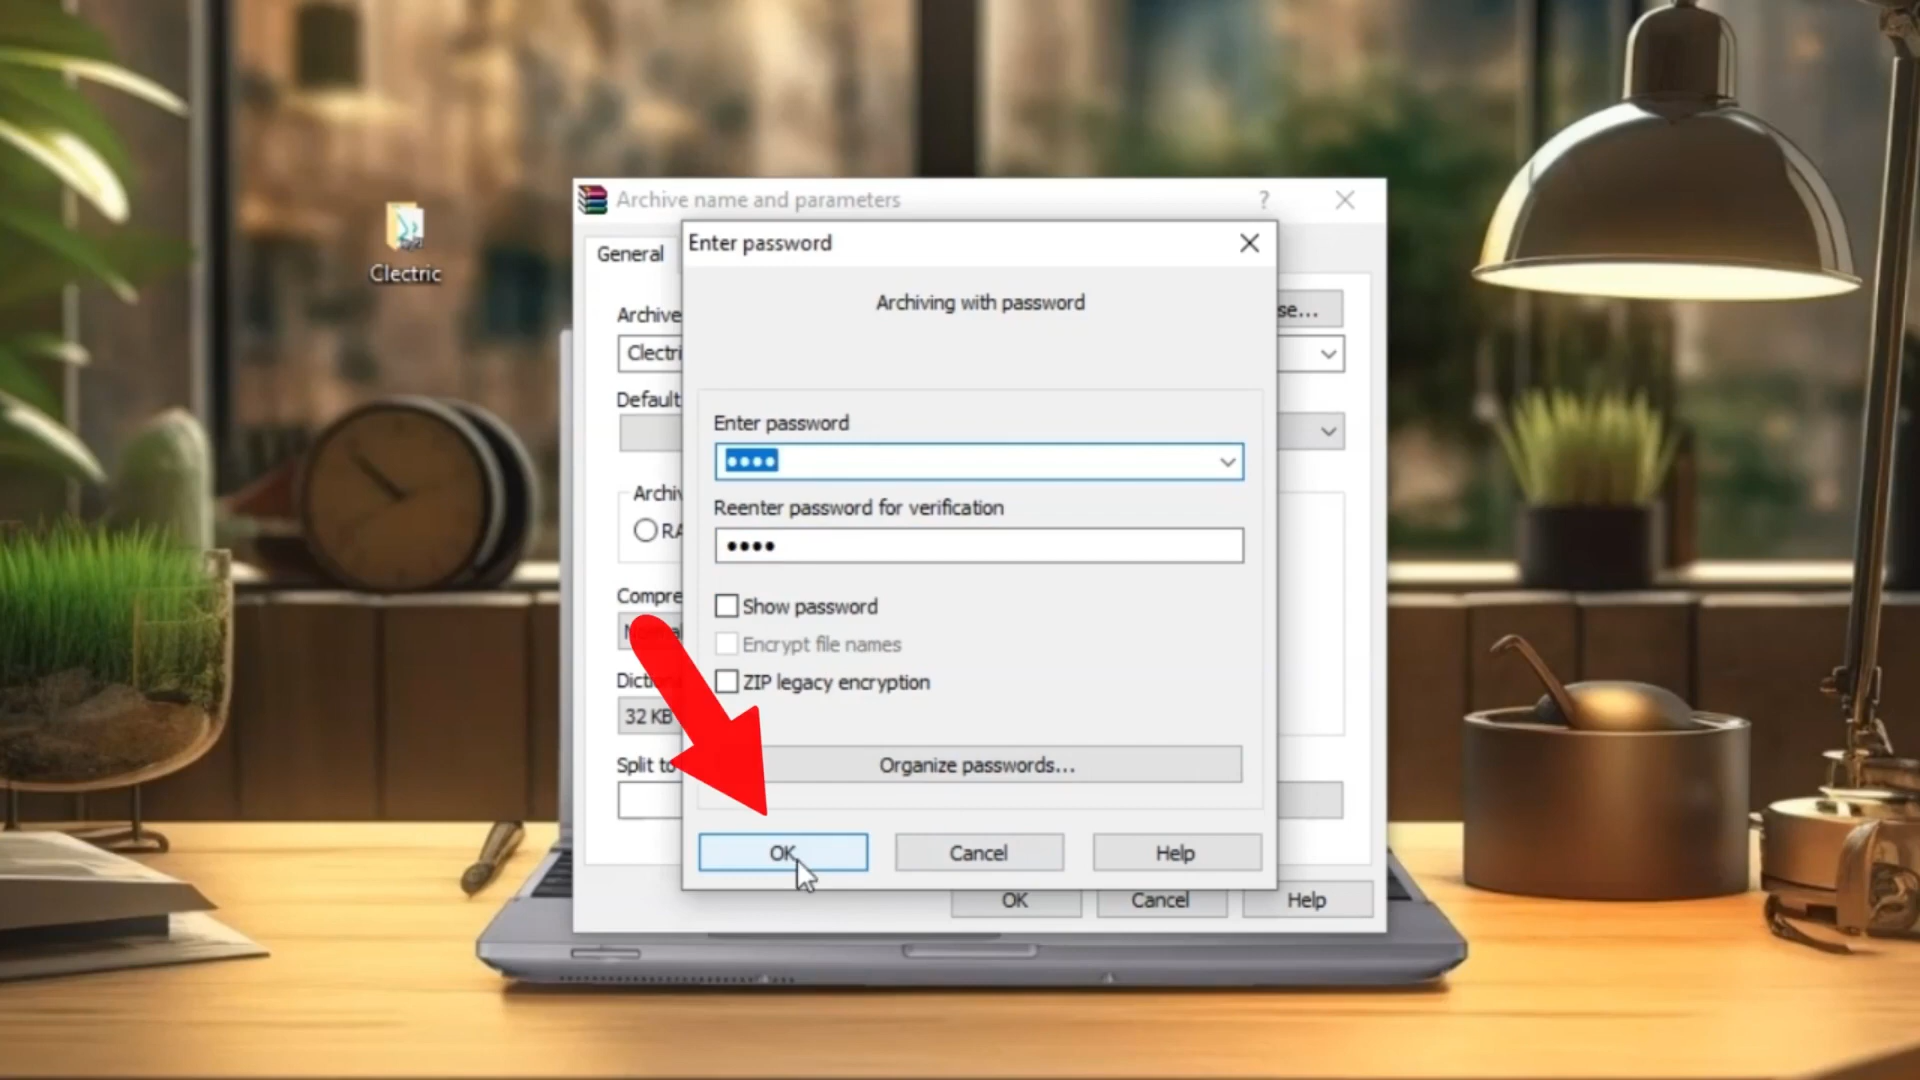 Archive name and parameters
?
Enter password
General
Clectric
Archiving with password
Archive
se...
Clectri
Default
Enter password
••••
Archiv
Reenter password for verification
RA
••••
Compre
Show password
Encrypt file names
ZIP legacy encryption
32 KB
Split to
Organize passwords...
OK
Cancel
Help
OK
Cancel
Help